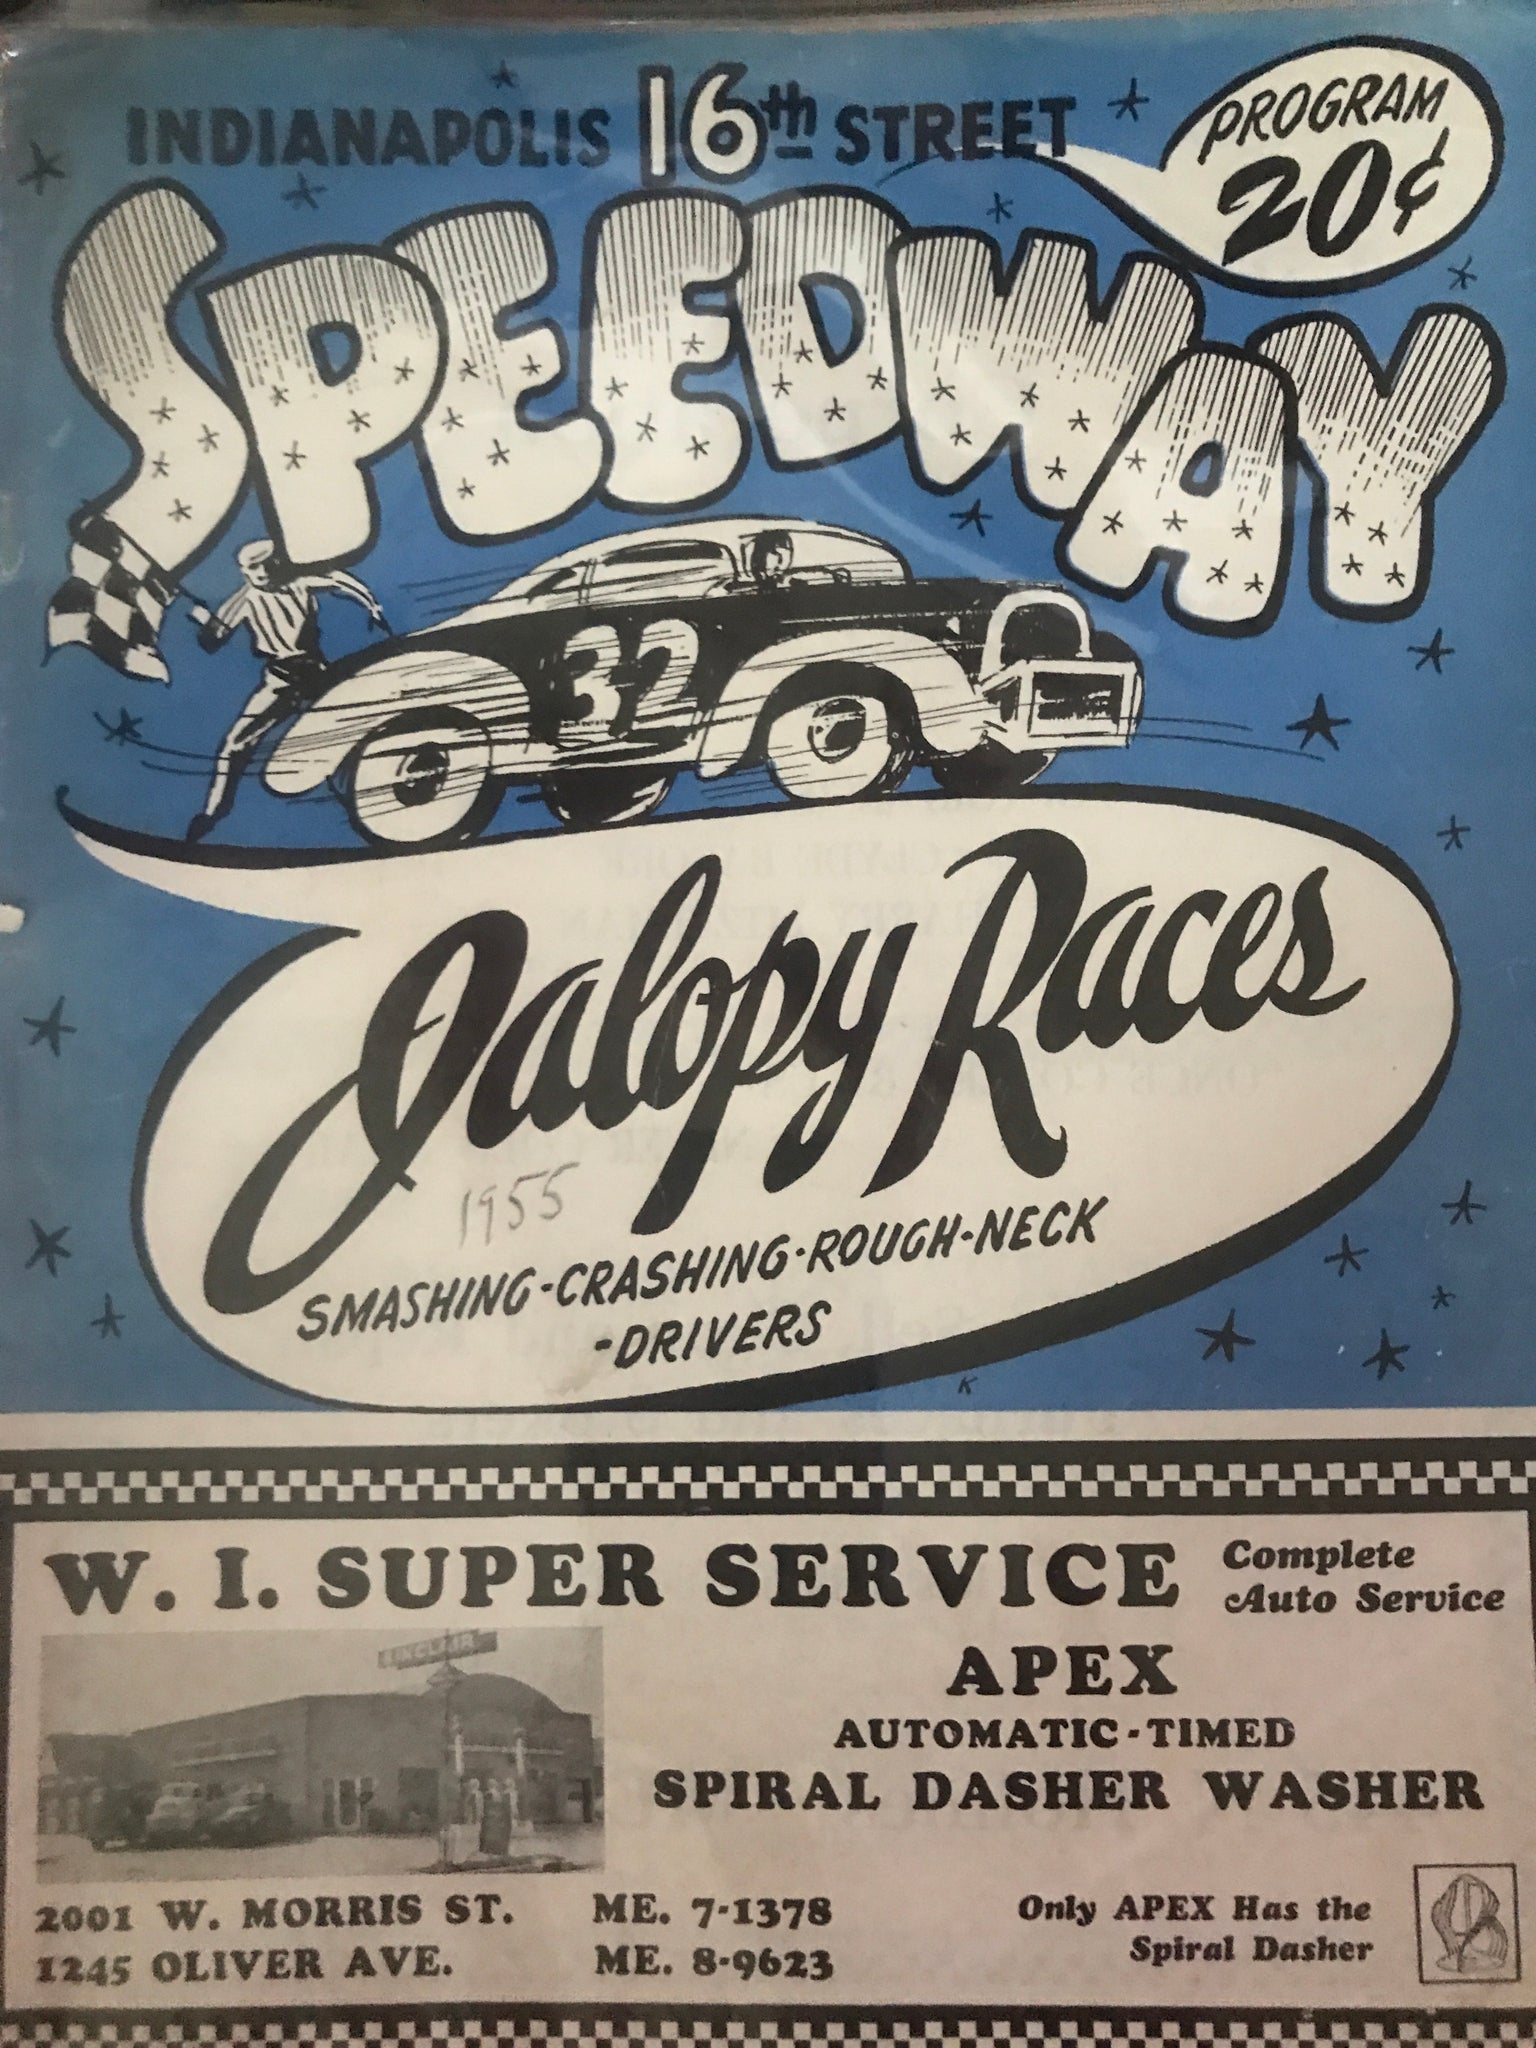 INDIANAPOLIS 16th STREET
SPEEDWAY
PROGRAM
20¢
32
Jalopy Races
1955
SMASHING-CRASHING-ROUGH-NECK
-DRIVERS
K
W. I. SUPER SERVICE
Complete
Auto Service
SINCLAIR
APEX
AUTOMATIC-TIMED
SPIRAL DASHER WASHER
2001 W. MORRIS ST. ME. 7-1378
1245 OLIVER AVE. ME. 8-9623
Only APEX Has the
Spiral Dasher